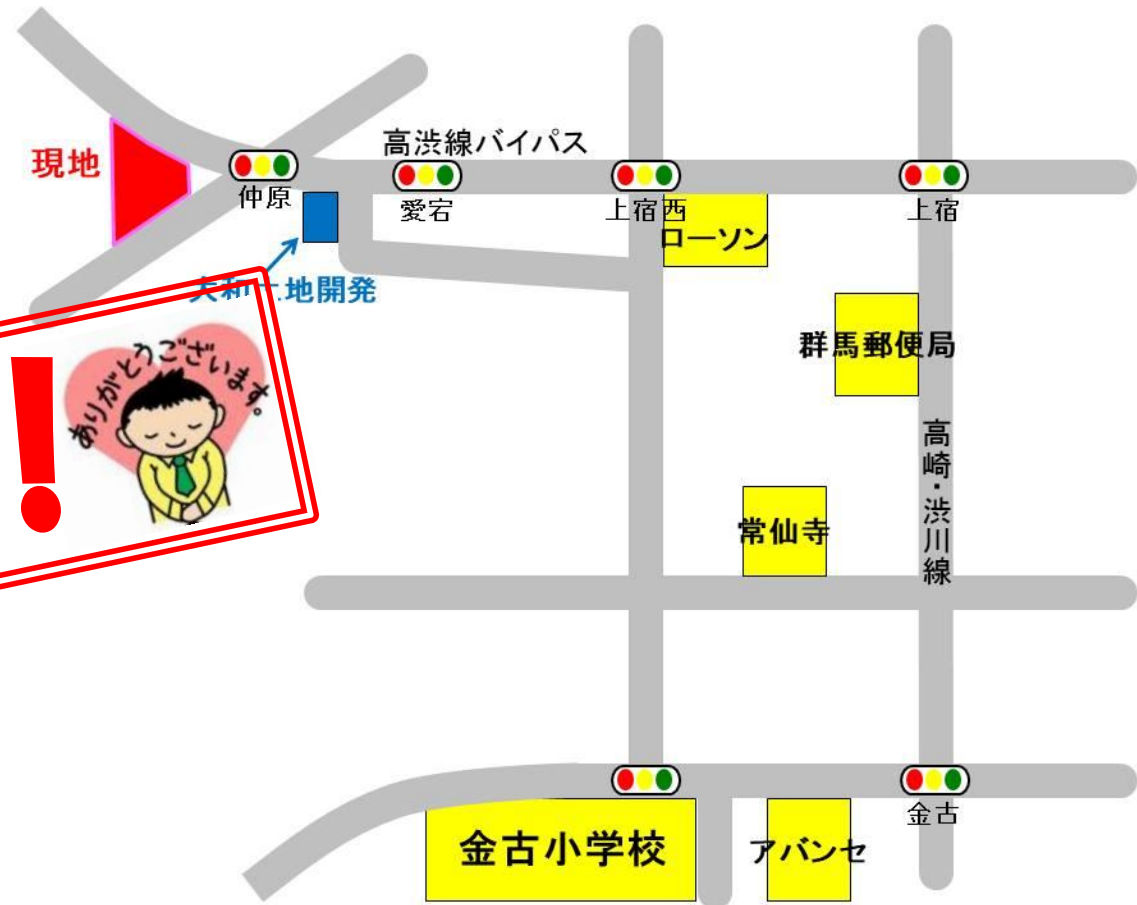 高渋線バイパス
現地
仲原
愛宕
上宿西
上宿
ローソン
大和土地開発
群馬郵便局
ありがとうございます。
!
高崎・渋川線
常仙寺
金古
金古小学校
アバンセ